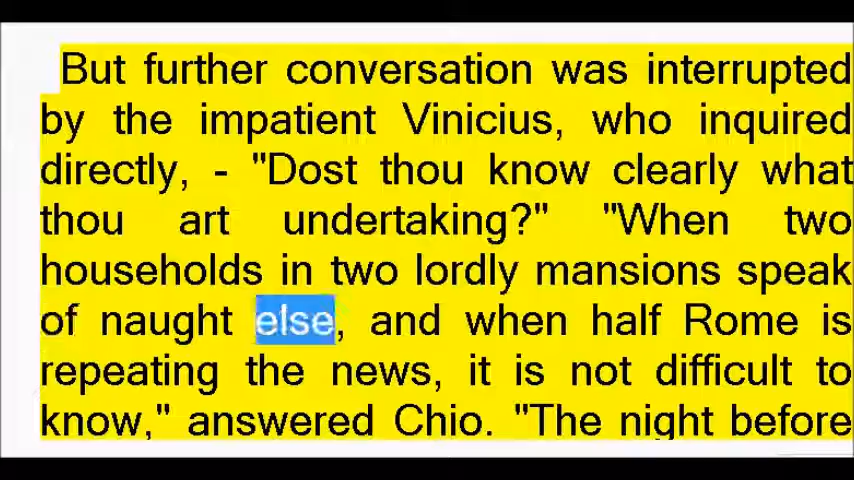 But further conversation was interrupted
by the impatient Vinicius, who inquired
directly, - "Dost thou know clearly what
thou art undertaking?" "When two
households in two lordly mansions speak
of naught else, and when half Rome is
repeating the news, it is not difficult to
know," answered Chio. "The night before